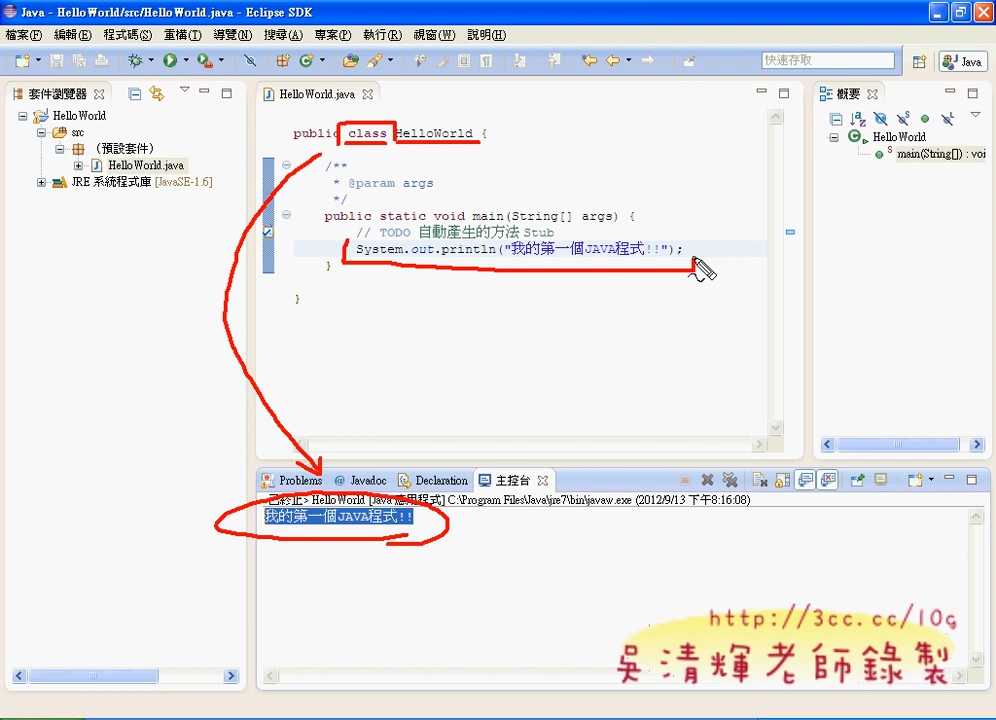 Java - HelloWorld/src/HelloWorld.java - Eclipse SDK
檔案(F) 編輯(E) 程式碼(S) 重構(T) 導覽(N) 搜尋(A) 專案(P) 執行(R) 視窗(W) 說明(H)
快速存取
Java
套件瀏覽器
HelloWorld
src
(預設套件)
HelloWorld.java
JRE 系統程式庫 [JavaSE-1.6]
HelloWorld.java
public class HelloWorld {
/**
* @param args
*/
public static void main(String[] args) {
// TODO 自動產生的方法 Stub
System.out.println("我的第一個JAVA程式!!");
}
}
概要
HelloWorld
main(String[]) : voi
Problems @ Javadoc Declaration 主控台
<已終止> HelloWorld [Java 應用程式] C:\Program Files\Java\jre7\bin\javaw.exe (2012/9/13 下午8:16:08)
我的第一個JAVA程式!!
http://3cc.cc/10g
吳清輝老師錄製